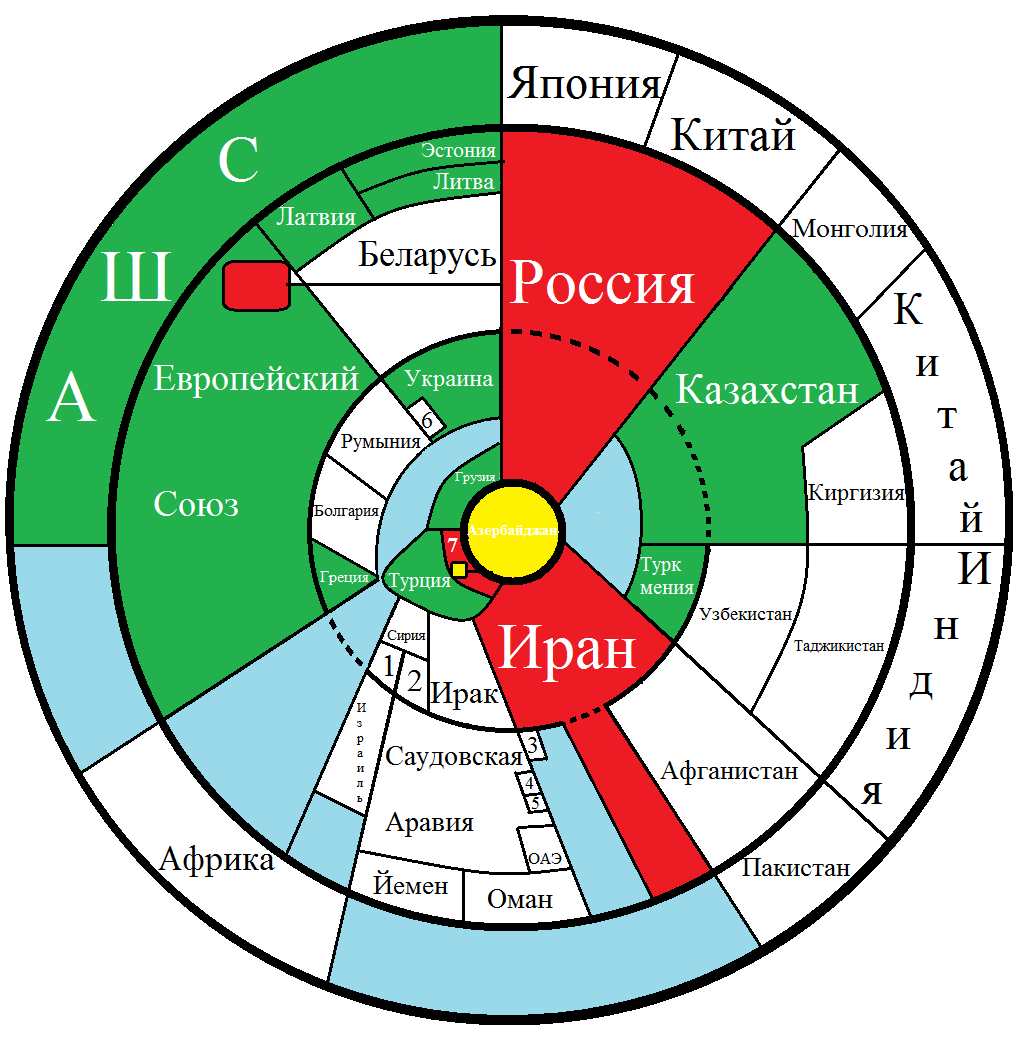 Япония
С
Китай
Эстония
Литва
Латвия
Монголия
Беларусь
Ш
Россия
К
и
т
а
й
Европейский
А
Украина
Казахстан
6
Румыния
Грузия
Киргизия
Союз
Болгария
Азербайджан
7
Греция
Турция
Турк
мения
И
н
д
и
я
Узбекистан
Сирия
Иран
Таджикистан
1
2
Ирак
И
з
р
а
и
л
ь
Саудовская
3
Афганистан
4
5
Аравия
ОАЭ
Африка
Пакистан
Йемен
Оман